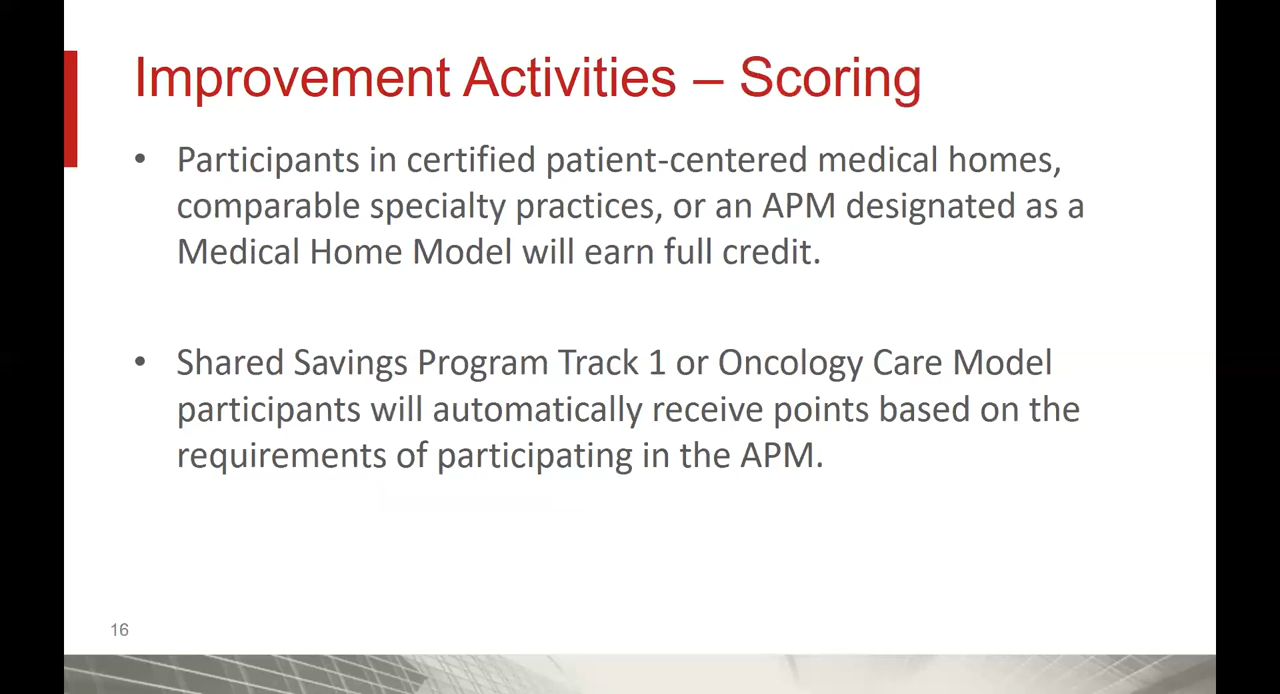 Improvement Activities – Scoring
• Participants in certified patient-centered medical homes,
comparable specialty practices, or an APM designated as a
Medical Home Model will earn full credit.
• Shared Savings Program Track 1 or Oncology Care Model
participants will automatically receive points based on the
requirements of participating in the APM.
16